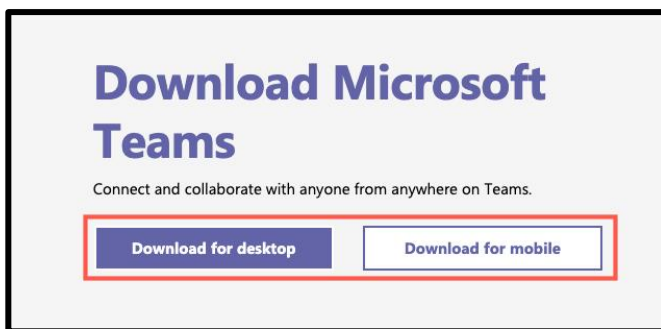 Download Microsoft
Teams
Connect and collaborate with anyone from anywhere on Teams.
Download for desktop
Download for mobile